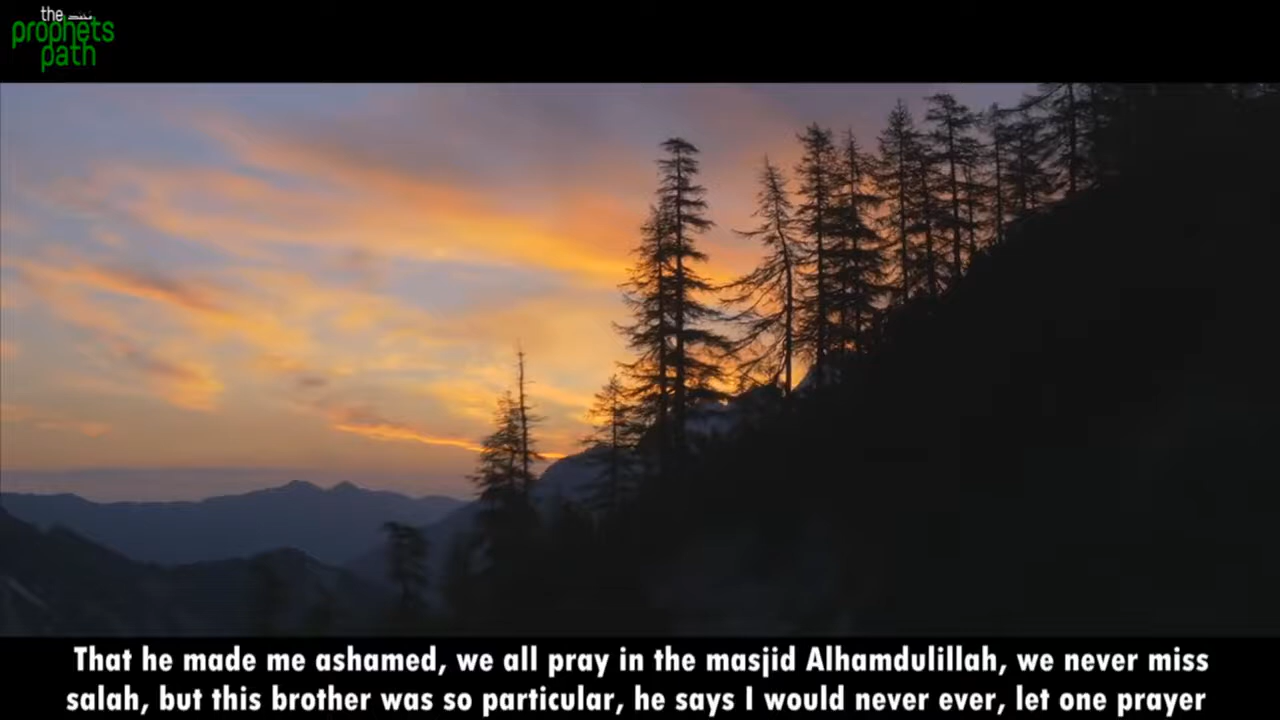 the
prophets
path
That he made me ashamed, we all pray in the masjid Alhamdulillah, we never miss
salah, but this brother was so particular, he says I would never ever, let one prayer